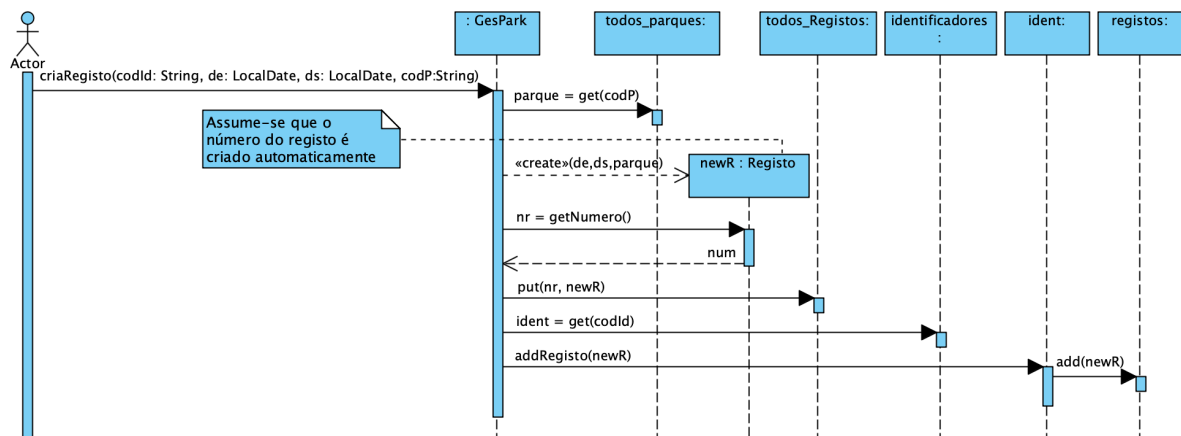 : GesPark
todos_parques:
todos_Registos:
identificadores
:
ident:
registos:
Actor
criaRegisto(codId: String, de: LocalDate, ds: LocalDate, codP:String)
parque = get(codP)
Assume-se que o
número do registo é
criado automaticamente
«create»(de,ds,parque)
newR : Registo
nr = getNumero()
num
put(nr, newR)
ident = get(codId)
addRegisto(newR)
add(newR)